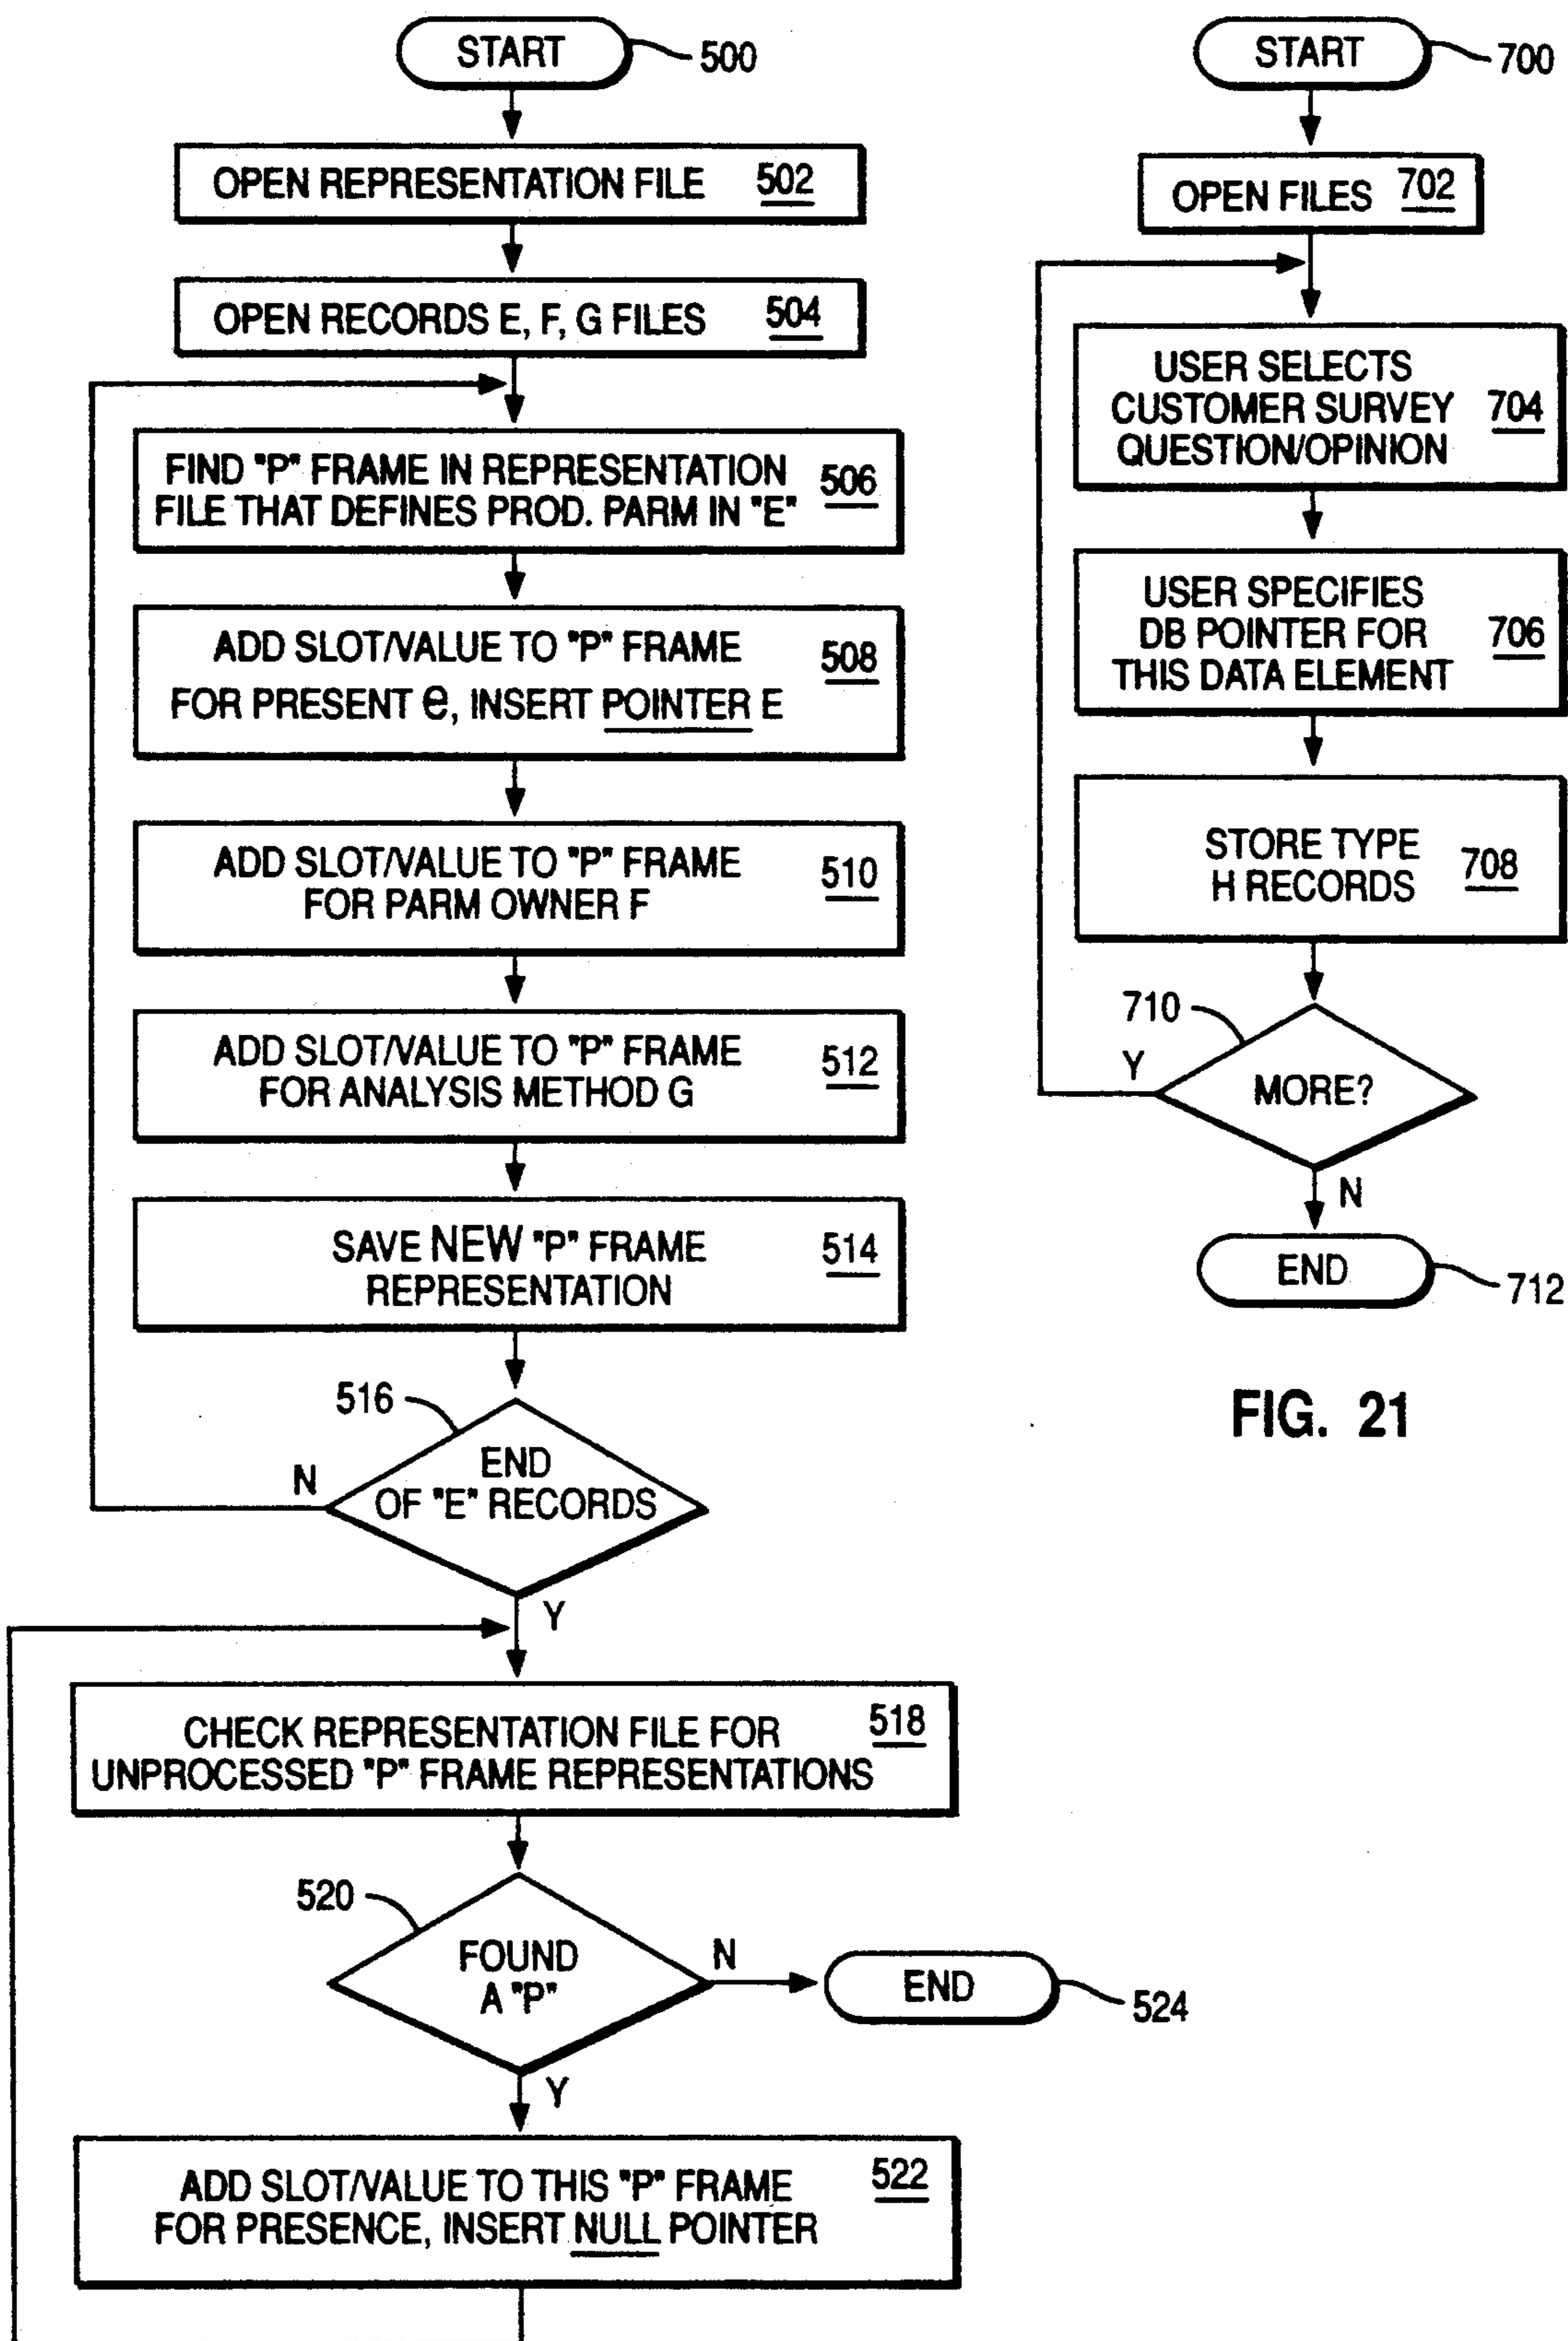 START
500
OPEN REPRESENTATION FILE 502
OPEN RECORDS E, F, G FILES 504
FIND "P" FRAME IN REPRESENTATION
FILE THAT DEFINES PROD. PARM IN "E"
506
ADD SLOT/VALUE TO "P" FRAME
FOR PRESENT e, INSERT POINTER E
508
ADD SLOT/VALUE TO "P" FRAME
FOR PARM OWNER F
510
ADD SLOT/VALUE TO "P" FRAME
FOR ANALYSIS METHOD G
512
SAVE NEW "P" FRAME
REPRESENTATION
514
516
END
OF "E" RECORDS
N
Y
CHECK REPRESENTATION FILE FOR
UNPROCESSED "P" FRAME REPRESENTATIONS
518
520
FOUND
A "P"
N
END
524
Y
ADD SLOT/VALUE TO THIS "P" FRAME
FOR PRESENCE, INSERT NULL POINTER
522
START
700
OPEN FILES 702
USER SELECTS
CUSTOMER SURVEY
QUESTION/OPINION
704
USER SPECIFIES
DB POINTER FOR
THIS DATA ELEMENT
706
STORE TYPE
H RECORDS
708
710
Y
MORE?
N
END
712
FIG. 21